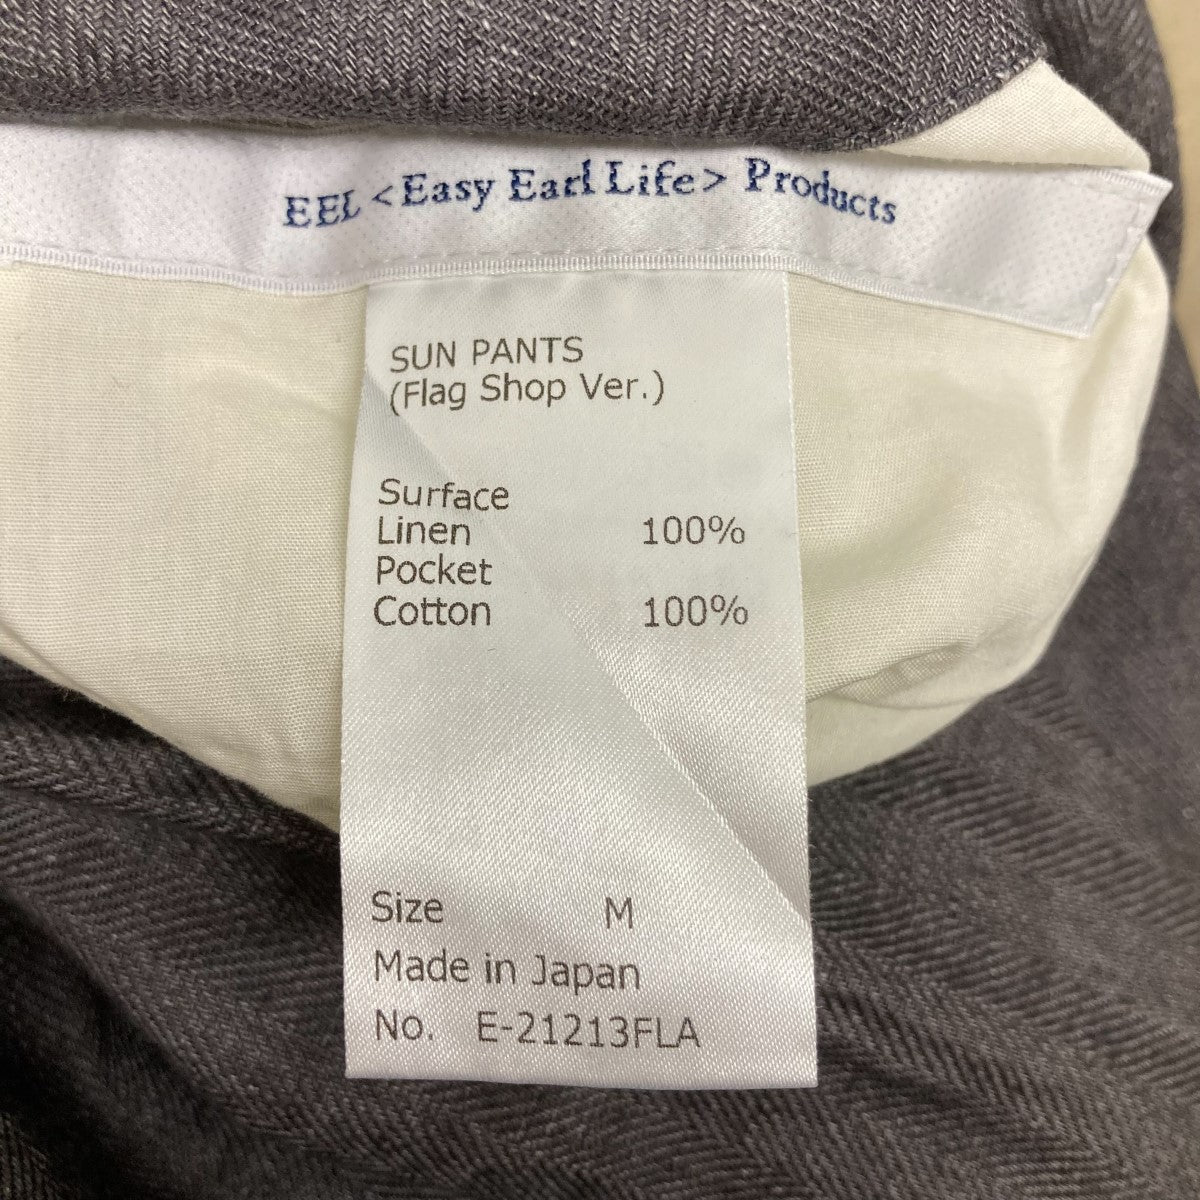 EEL <Easy Earl Life> Products
SUN PANTS
(Flag Shop Ver.)
Surface
Linen 100%
Pocket
Cotton 100%
Size M
Made in Japan
No. E-21213FLA